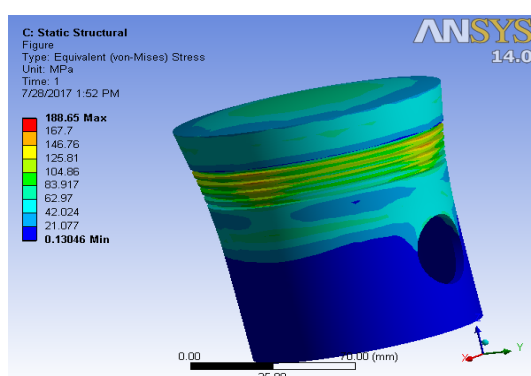 C: Static Structural
Figure
Type: Equivalent (von-Mises) Stress
Unit: MPa
Time: 1
7/28/2017 1:52 PM
ANSYS
14.0
188.65 Max
167.7
146.76
125.81
104.86
83.917
62.97
42.024
21.077
0.13046 Min
0.00
70.00 (mm)
Y
X